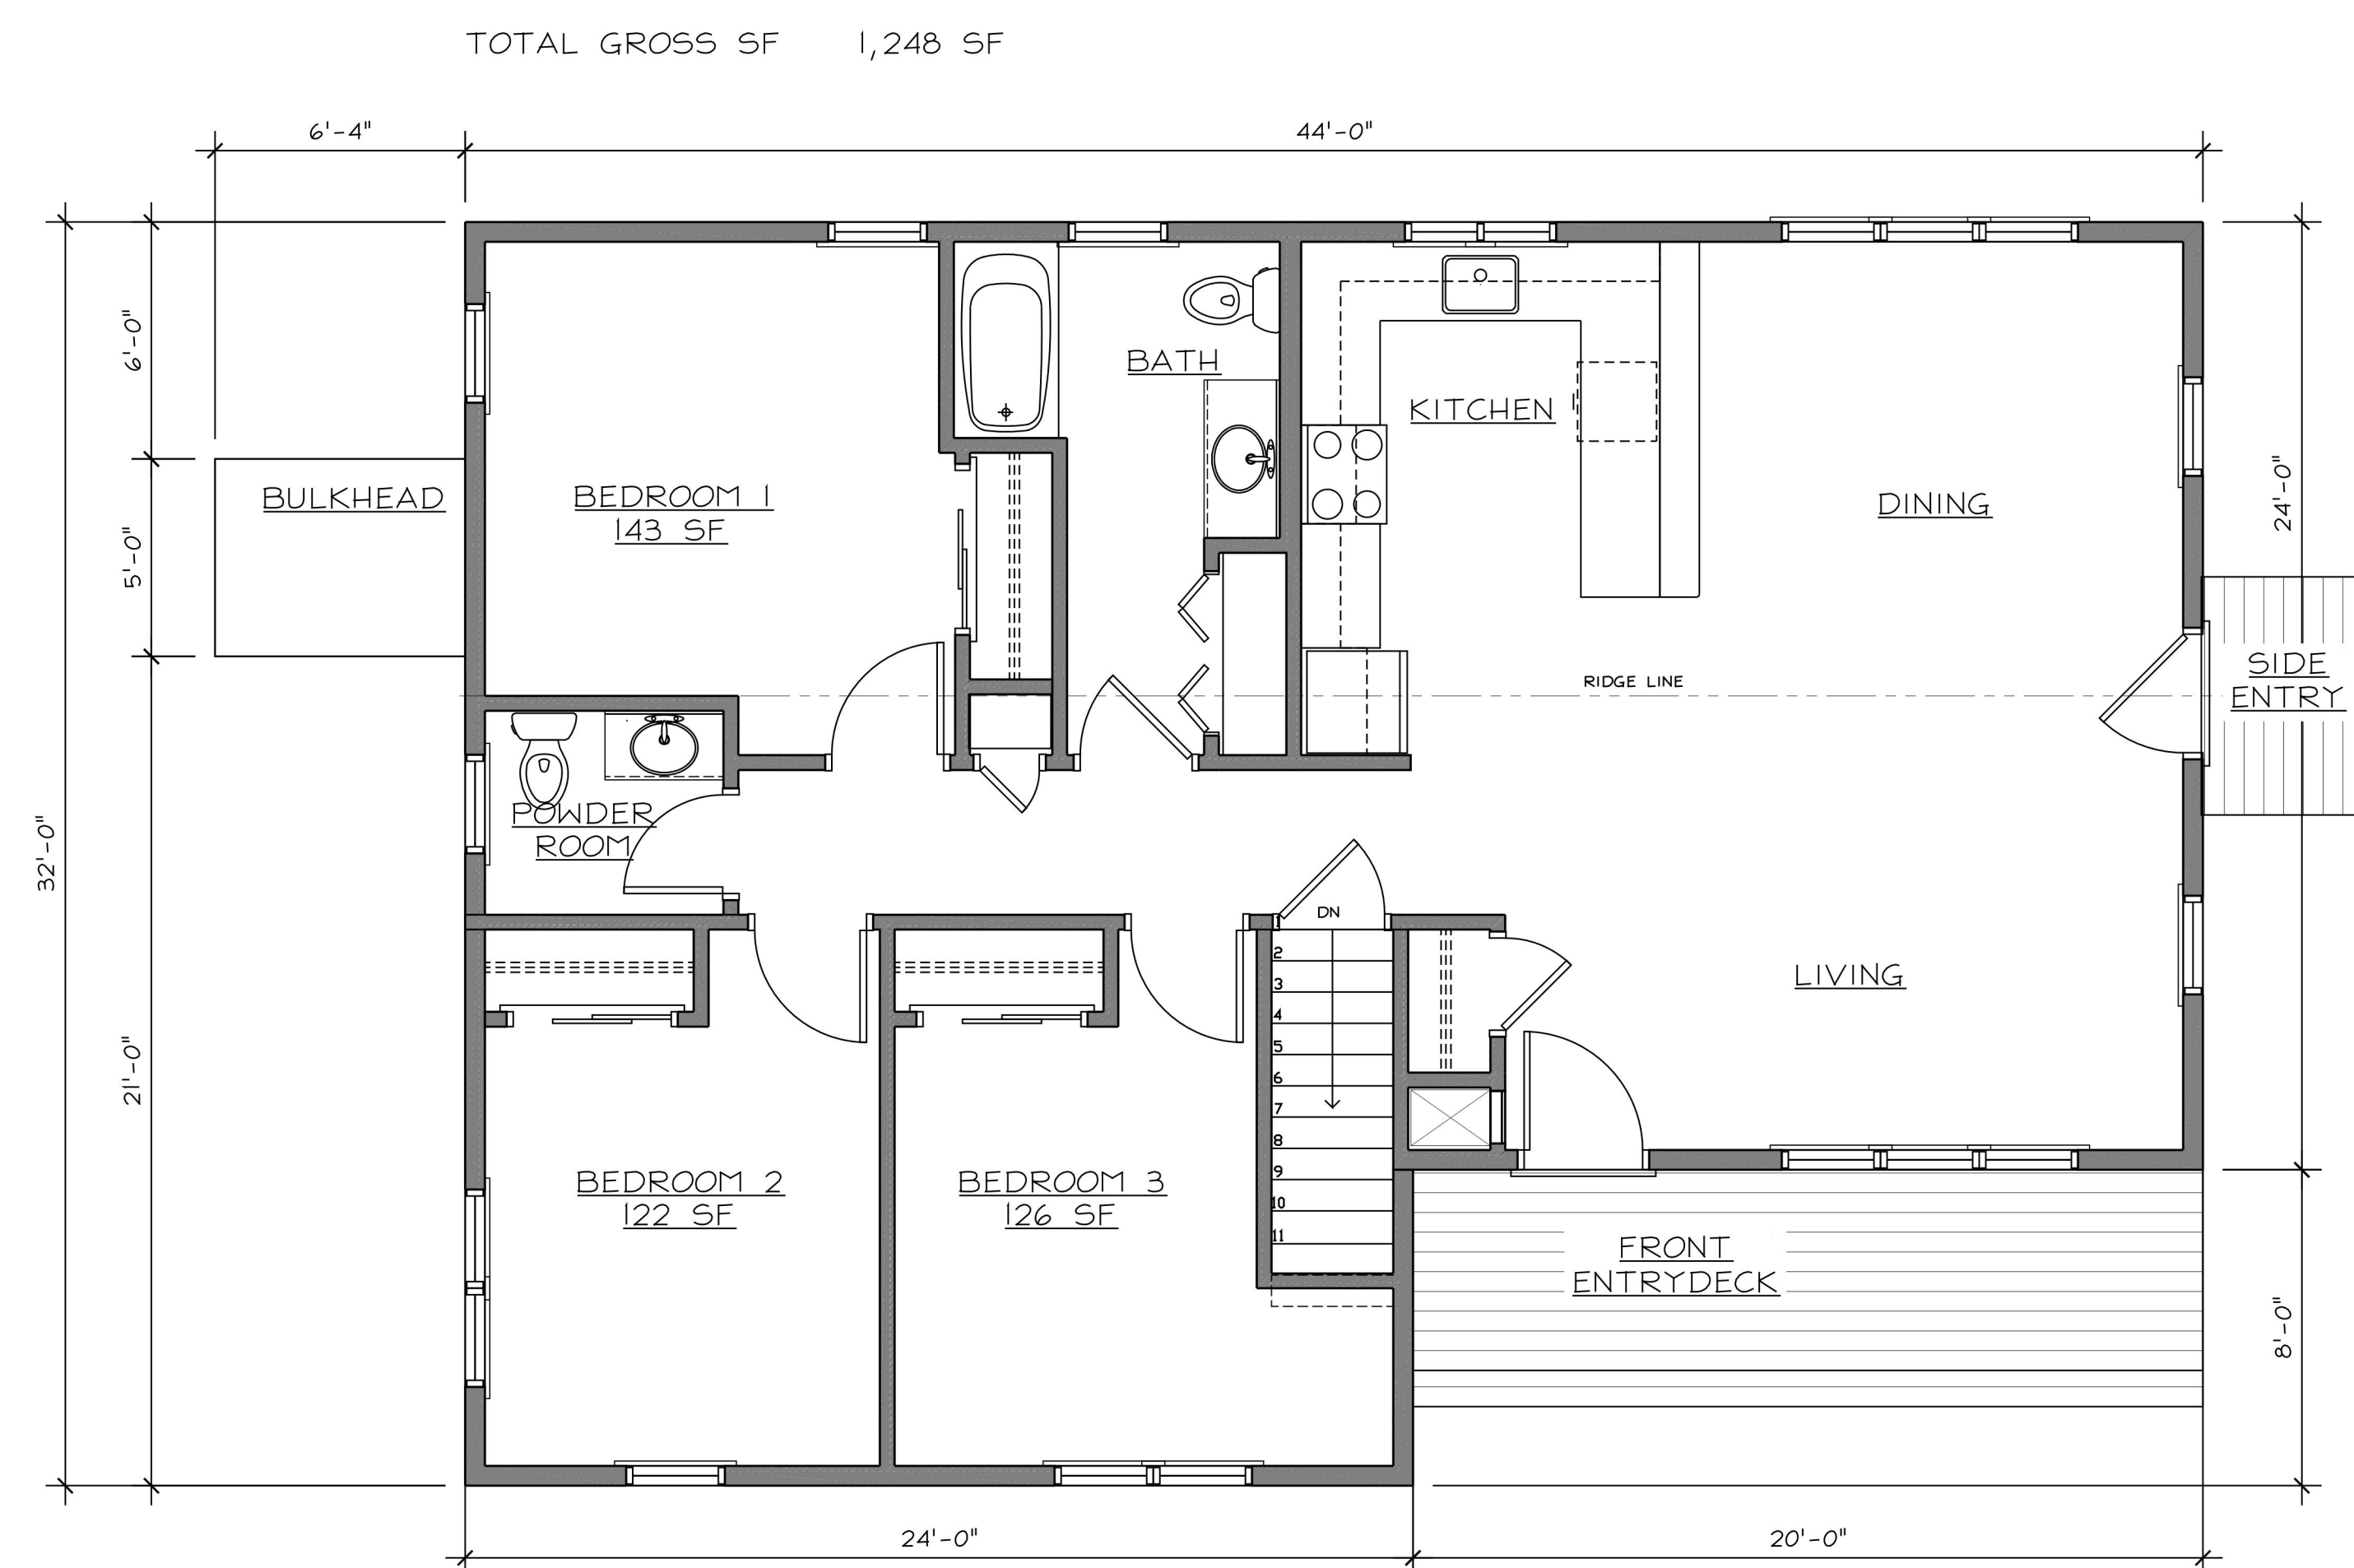 TOTAL GROSS SF 1,248 SF
6'-4"
44'-0"
6'-0"
5'-0"
21'-0"
32'-0"
24'-0"
8'-0"
BULKHEAD
BEDROOM 1
143 SF
BATH
KITCHEN
DINING
RIDGE LINE
SIDE
ENTRY
POWDER
ROOM
DN
1
2
3
4
5
6
7
8
9
10
11
LIVING
BEDROOM 2
122 SF
BEDROOM 3
126 SF
FRONT
ENTRYDECK
24'-0"
20'-0"